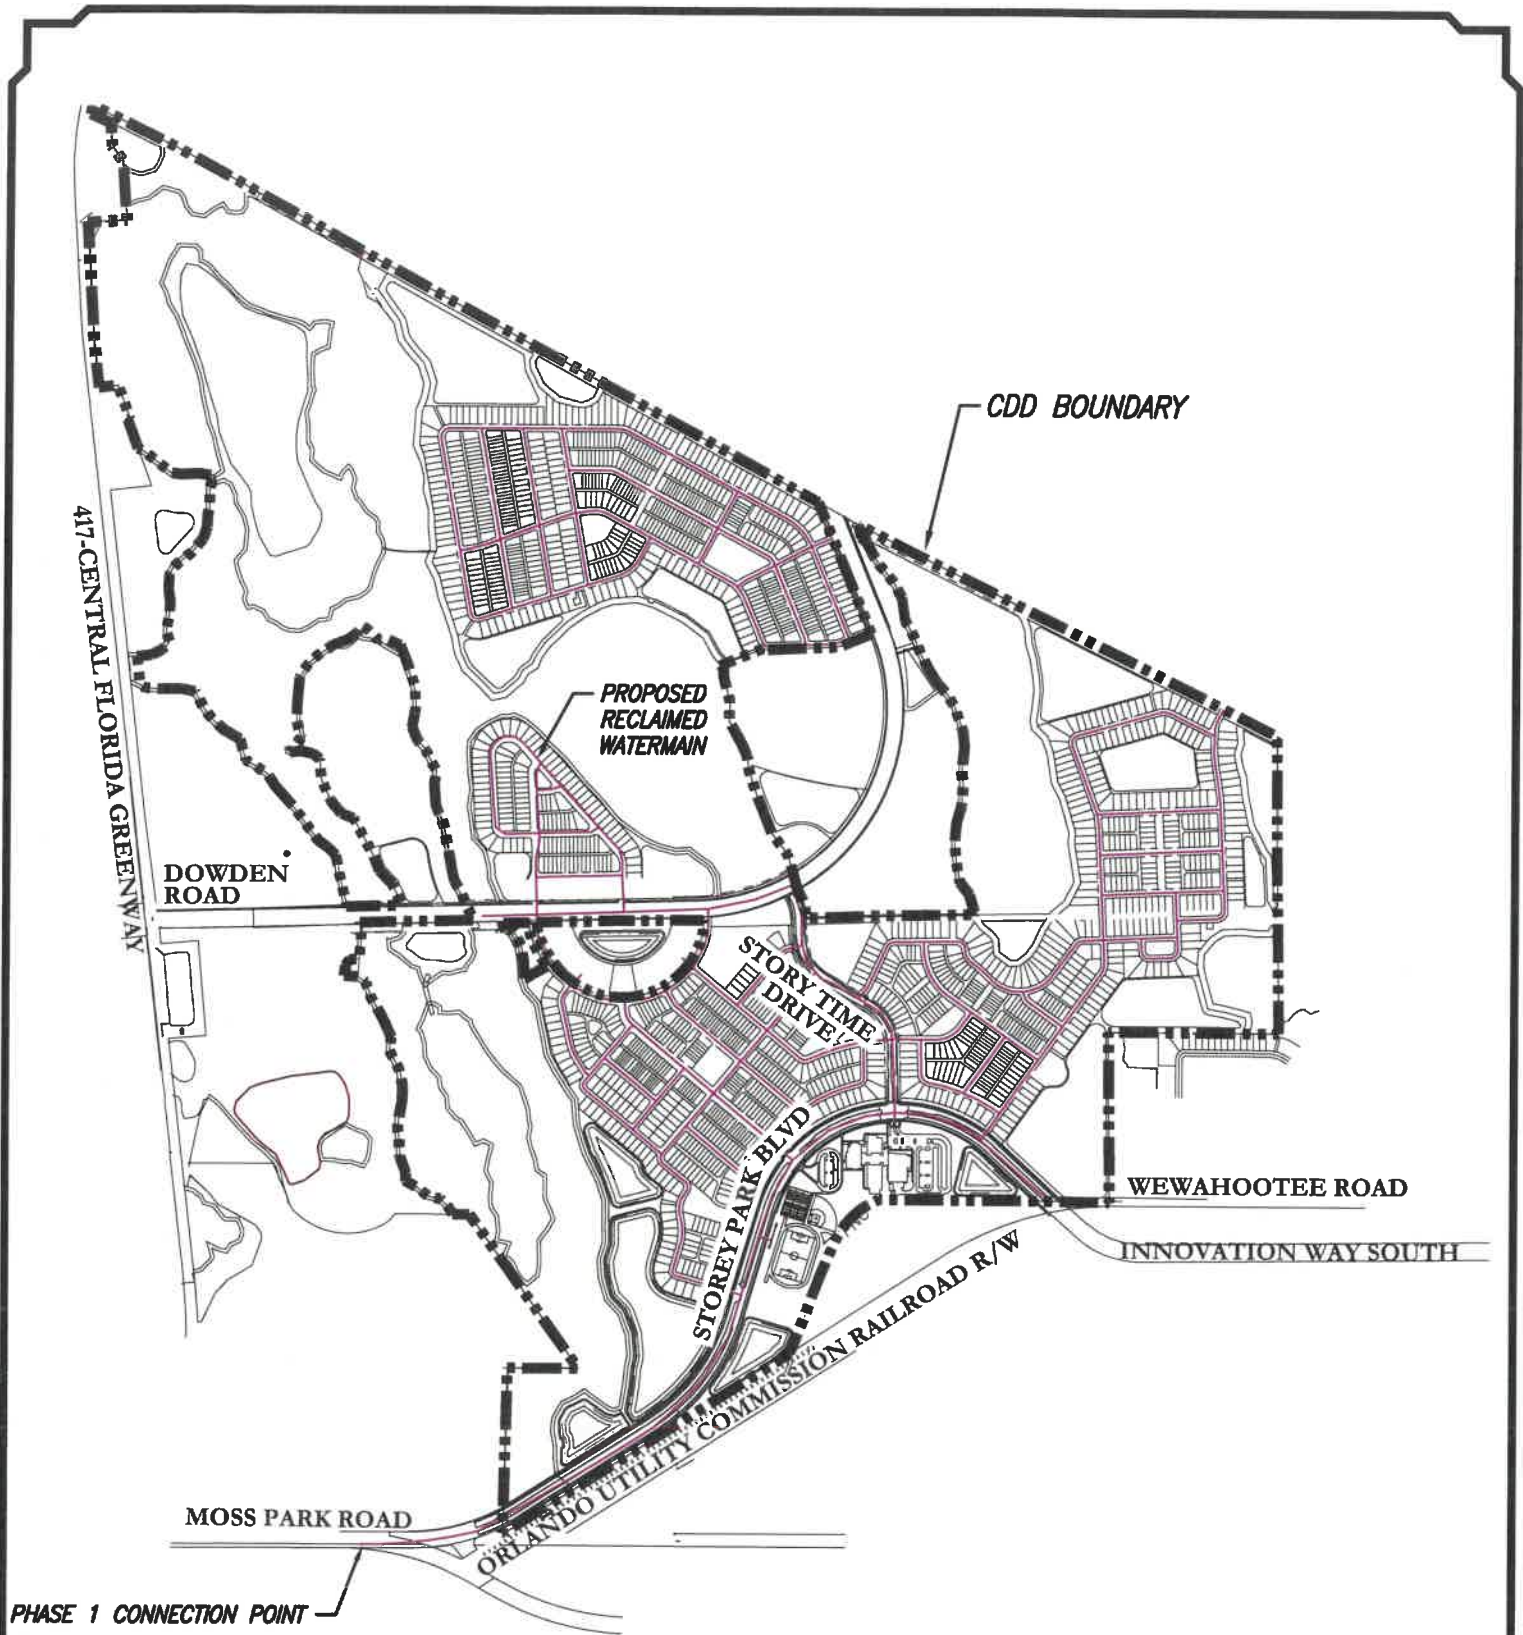 CDD BOUNDARY
417-CENTRAL FLORIDA GREENWAY
PROPOSED
RECLAIMED
WATERMAIN
DOWDEN
ROAD
STORY TIME
DRIVE
STOREY PARK BLVD
WEWAHOOTEE ROAD
INNOVATION WAY SOUTH
ORLANDO UTILITY COMMISSION RAILROAD R/W
MOSS PARK ROAD
PHASE 1 CONNECTION POINT